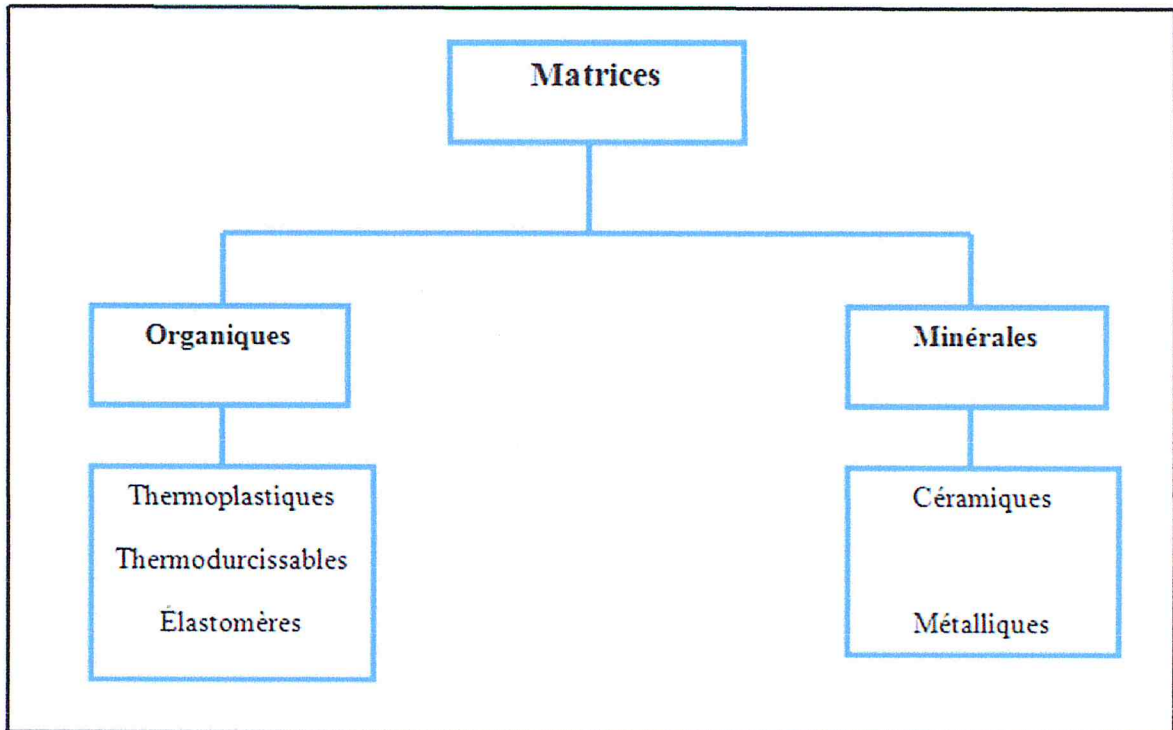 Matrices
Organiques
Minérales
Thermoplastiques
Thermodurcissables
Élastomères
Céramiques
Métalliques